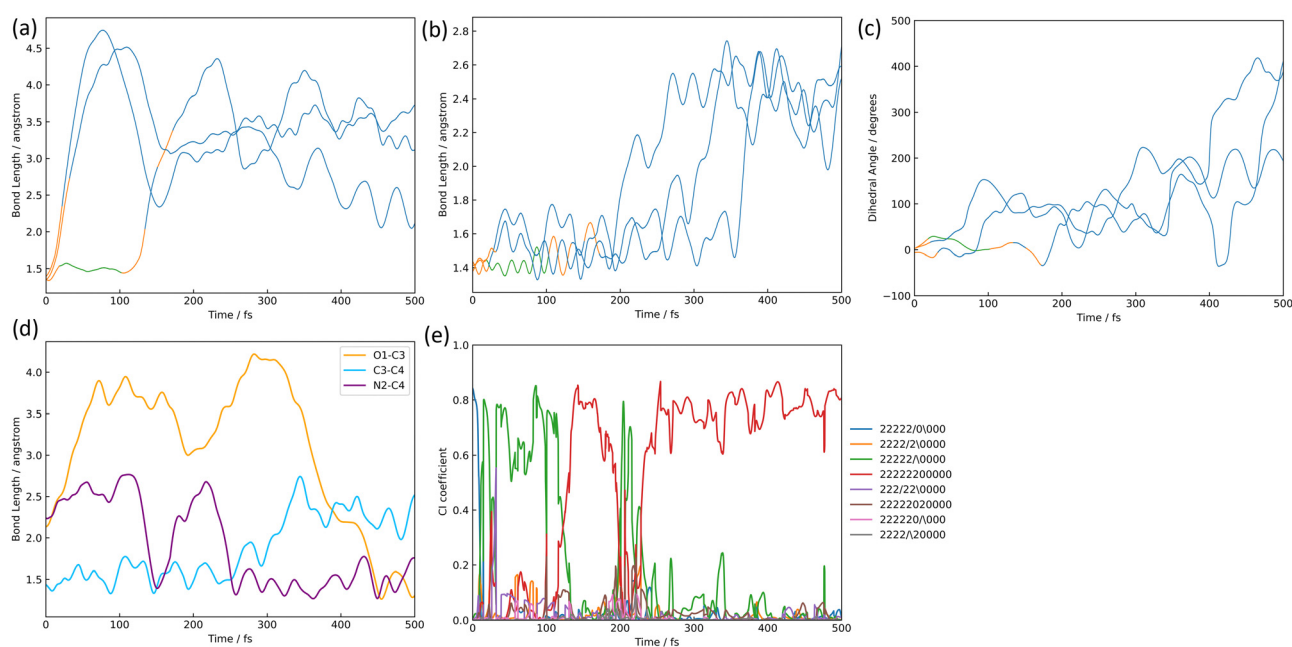 (a)
Bond Length / angstrom
4.5
4.0
3.5
3.0
2.5
2.0
1.5
0 100 200 300 400 500
Time / fs
(b)
Bond Length / angstrom
2.8
2.6
2.4
2.2
2.0
1.8
1.6
1.4
0 100 200 300 400 500
Time / fs
(c)
Dihedral Angle / degrees
500
400
300
200
100
0
−100
0 100 200 300 400 500
Time / fs
(d)
Bond Length / angstrom
4.0
3.5
3.0
2.5
2.0
1.5
0 100 200 300 400 500
Time / fs
O1-C3
C3-C4
N2-C4
(e)
CI coefficient
1.0
0.8
0.6
0.4
0.2
0.0
0 100 200 300 400 500
Time / fs
22222/0\000
2222/2\0000
22222/\0000
22222200000
222/22\0000
22222020000
222220/\000
2222/\20000